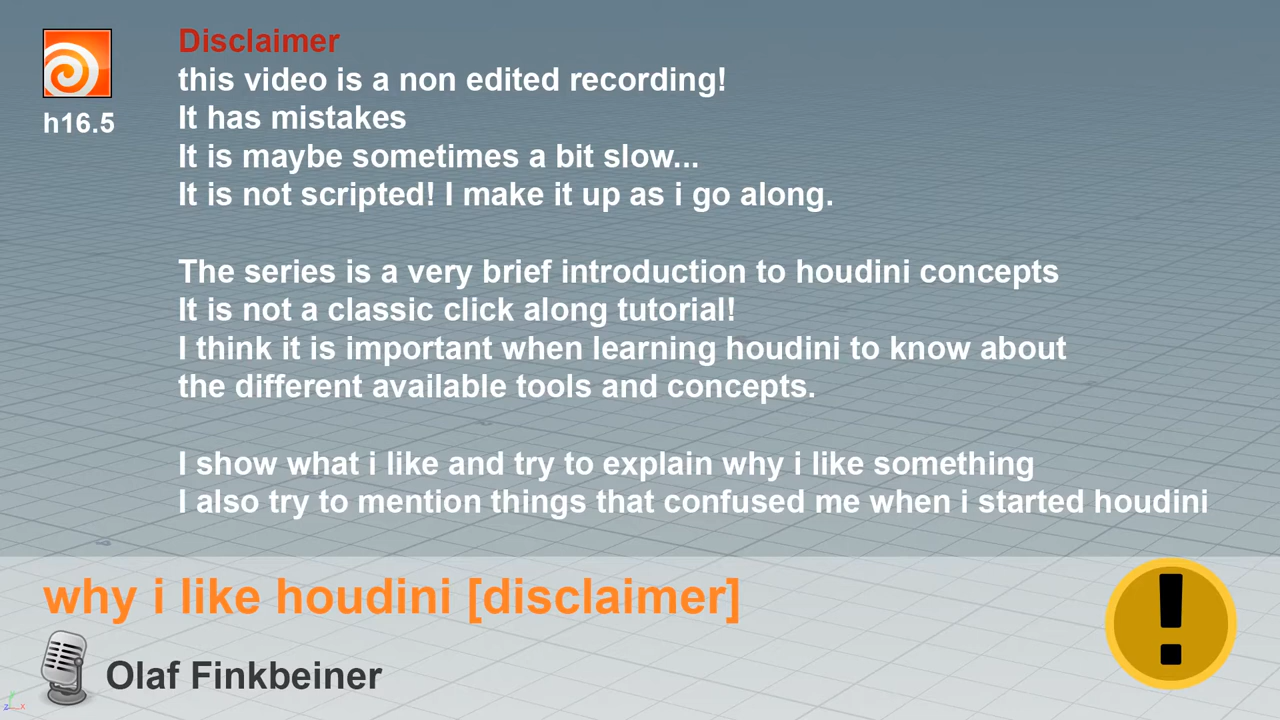 Disclaimer
this video is a non edited recording!
It has mistakes
It is maybe sometimes a bit slow...
It is not scripted! I make it up as i go along.
h16.5
The series is a very brief introduction to houdini concepts
It is not a classic click along tutorial!
I think it is important when learning houdini to know about
the different available tools and concepts.
I show what i like and try to explain why i like something
I also try to mention things that confused me when i started houdini
why i like houdini [disclaimer]
!
Olaf Finkbeiner
y
z x